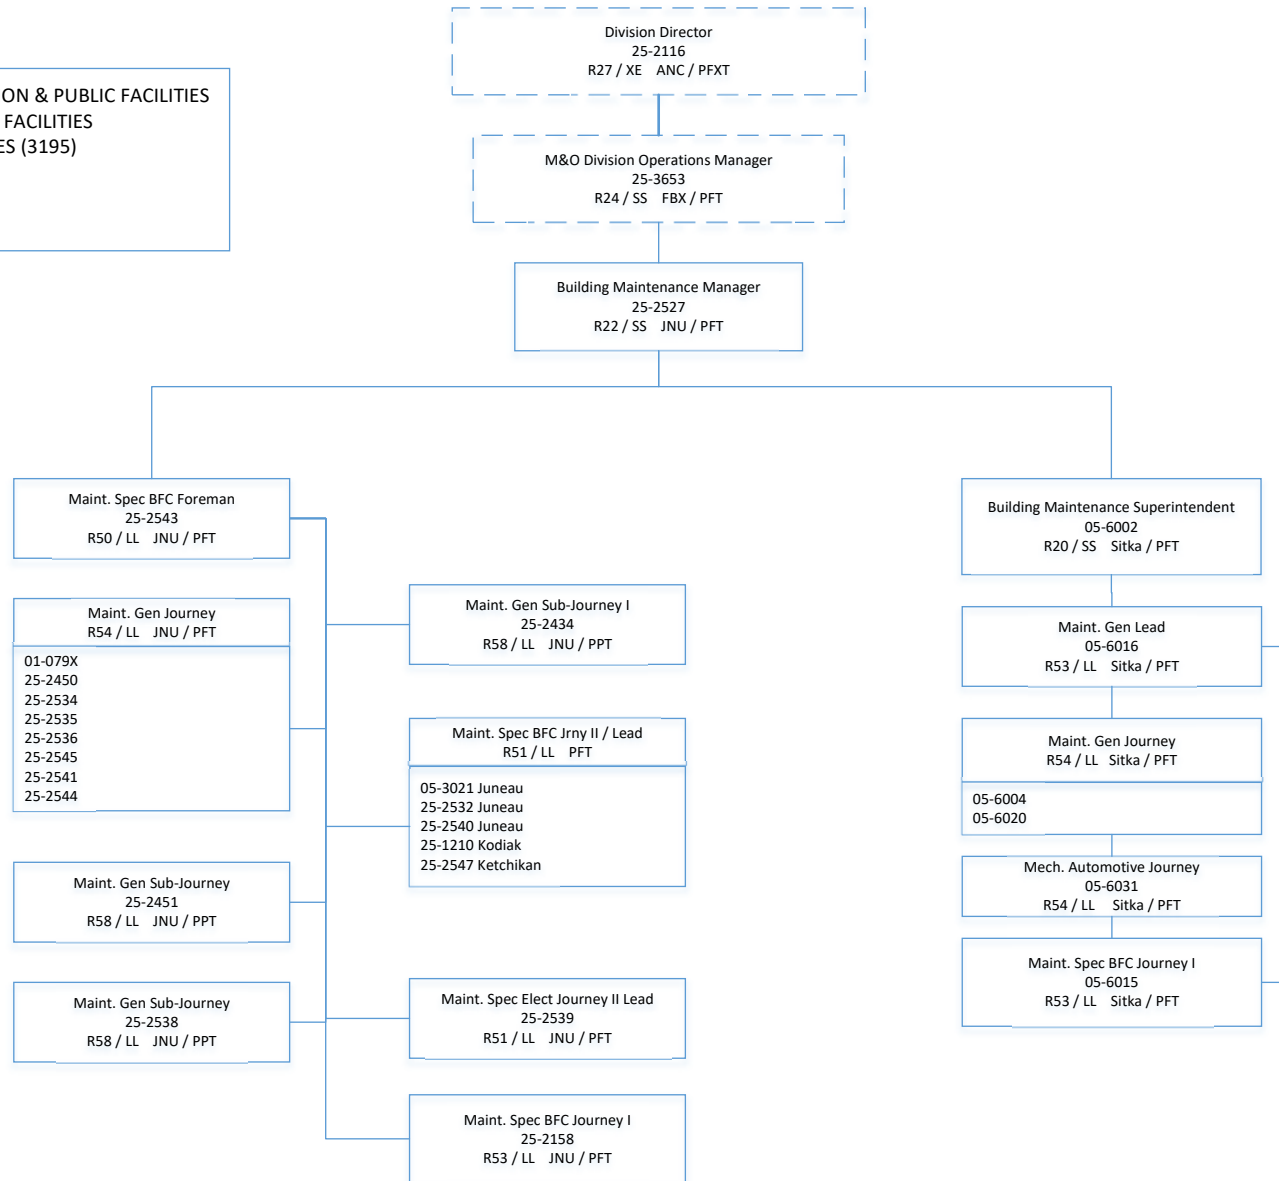 Division Director
25-2116
R27 / XE ANC / PFXT
ON & PUBLIC FACILITIES
FACILITIES
ES (3195)
M&O Division Operations Manager
25-3653
R24 / SS FBX / PFT
Building Maintenance Manager
25-2527
R22 / SS JNU / PFT
Maint. Spec BFC Foreman
25-2543
R50 / LL JNU / PFT
Maint. Gen Journey
R54 / LL JNU / PFT
01-079X
25-2450
25-2534
25-2535
25-2536
25-2545
25-2541
25-2544
Maint. Gen Sub-Journey
25-2451
R58 / LL JNU / PPT
Maint. Gen Sub-Journey
25-2538
R58 / LL JNU / PPT
Maint. Gen Sub-Journey I
25-2434
R58 / LL JNU / PPT
Maint. Spec BFC Jrny II / Lead
R51 / LL PFT
05-3021 Juneau
25-2532 Juneau
25-2540 Juneau
25-1210 Kodiak
25-2547 Ketchikan
Maint. Spec Elect Journey II Lead
25-2539
R51 / LL JNU / PFT
Maint. Spec BFC Journey I
25-2158
R53 / LL JNU / PFT
Building Maintenance Superintendent
05-6002
R20 / SS Sitka / PFT
Maint. Gen Lead
05-6016
R53 / LL Sitka / PFT
Maint. Gen Journey
R54 / LL Sitka / PFT
05-6004
05-6020
Mech. Automotive Journey
05-6031
R54 / LL Sitka / PFT
Maint. Spec BFC Journey I
05-6015
R53 / LL Sitka / PFT